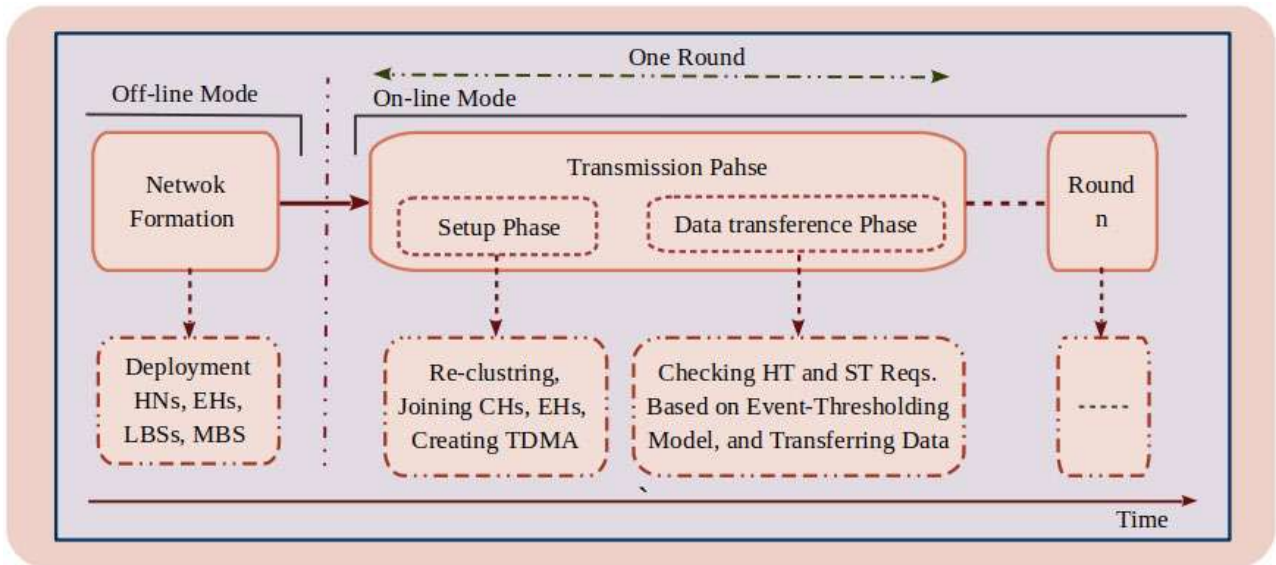 One Round
Off-line Mode
On-line Mode
Netwok
Formation
Transmission Pahse
Setup Phase
Data transference Phase
Round
n
Deployment
HNs, EHs,
LBSs, MBS
Re-clustring,
Joining CHs, EHs,
Creating TDMA
Checking HT and ST Reqs.
Based on Event-Thresholding
Model, and Transferring Data
------
`
Time